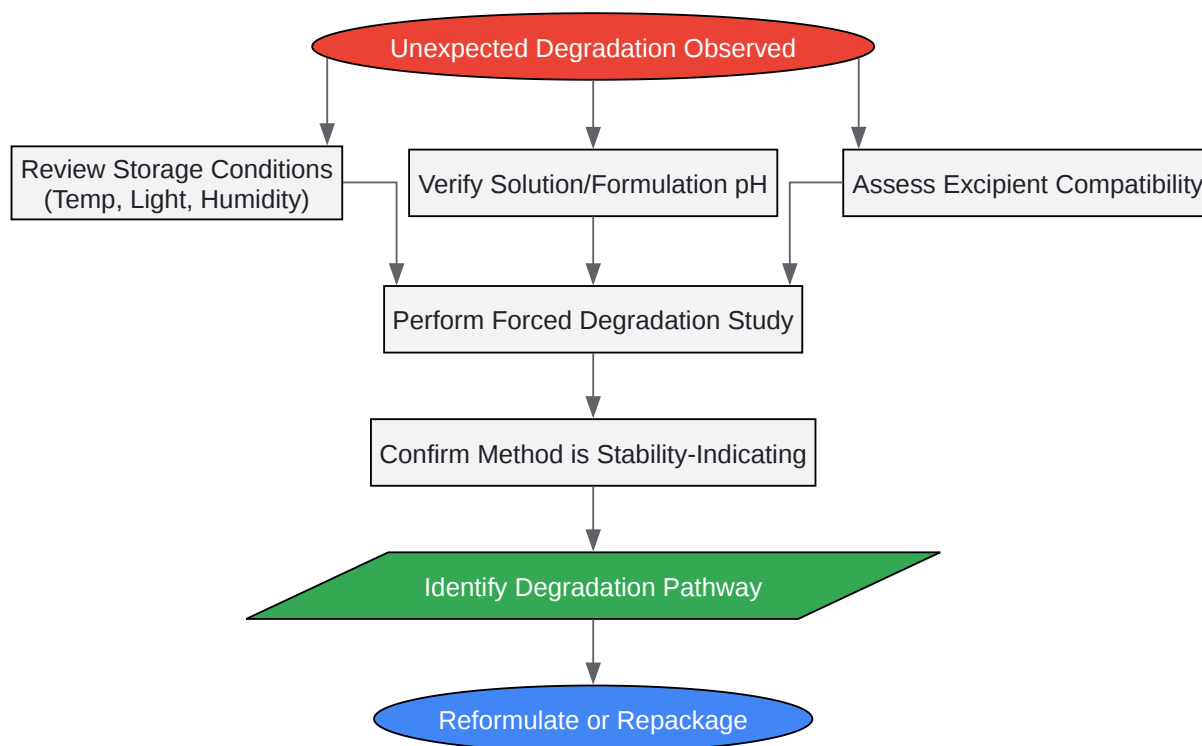 Unexpected Degradation Observed
Review Storage Conditions
(Temp, Light, Humidity)
Verify Solution/Formulation pH
Assess Excipient Compatibility
Perform Forced Degradation Study
Confirm Method is Stability-Indicating
Identify Degradation Pathway
Reformulate or Repackage